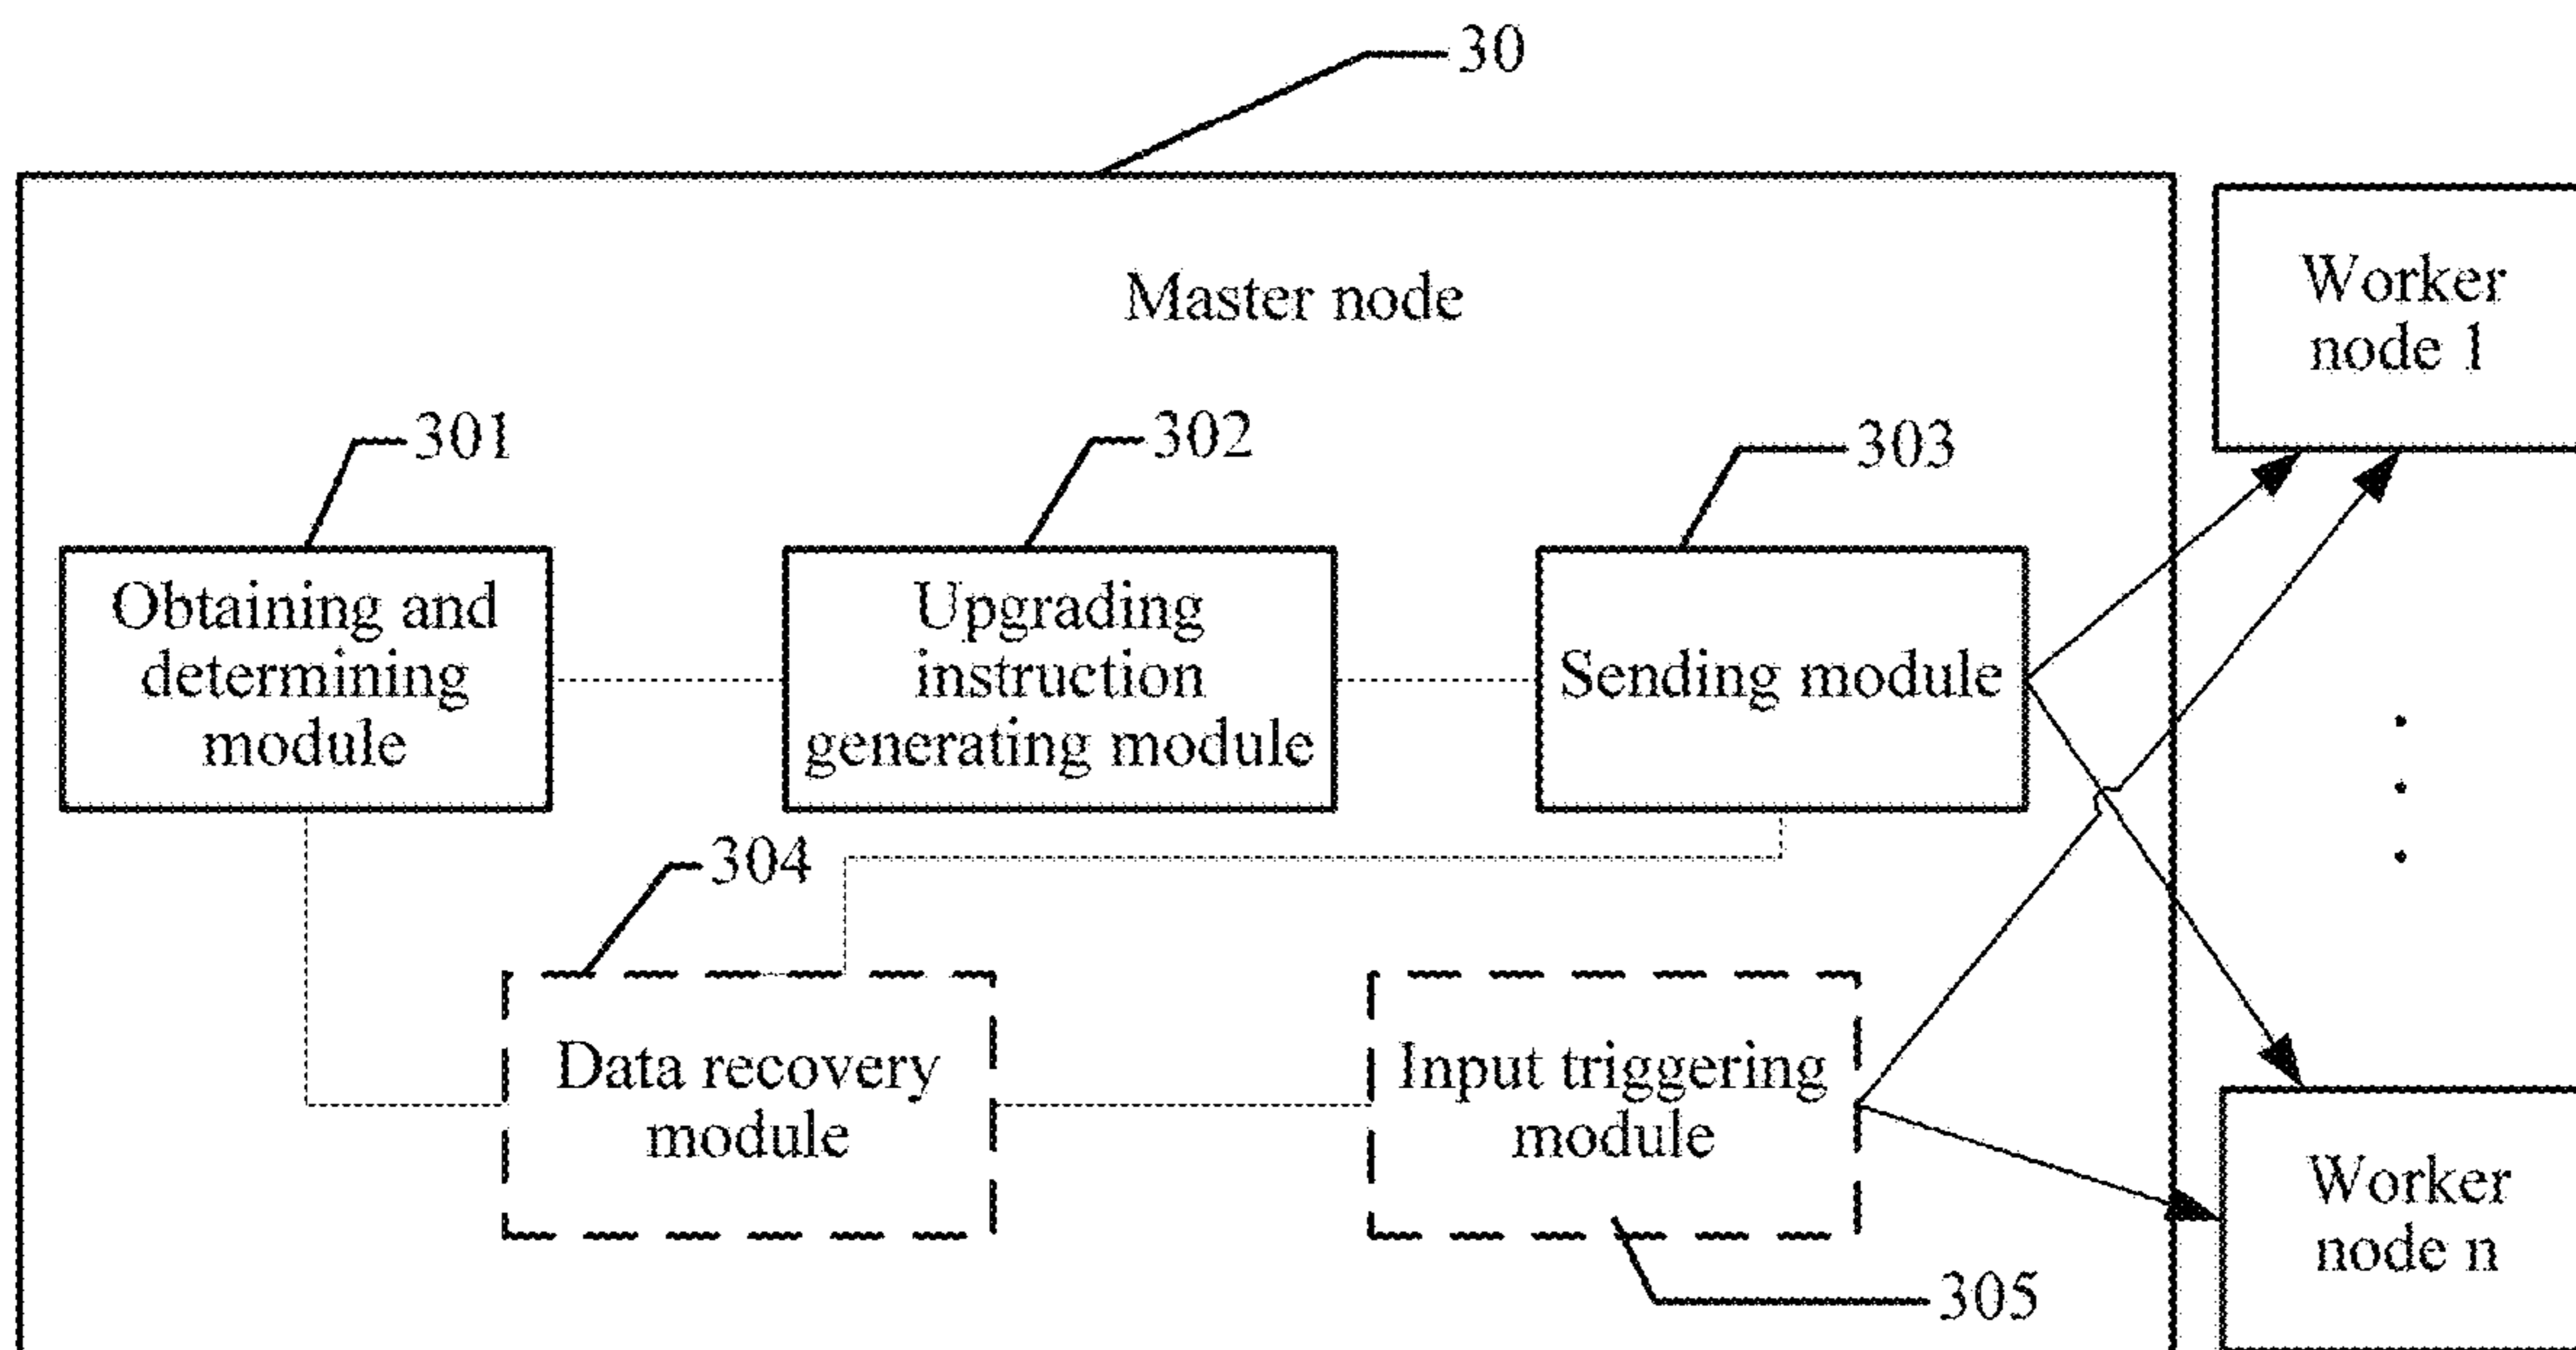 30
Master node
Worker
node 1
301
302
303
Obtaining and
determining
module
Upgrading
instruction
generating module
Sending module
304
Data recovery
module
Input triggering
module
Worker
node n
305